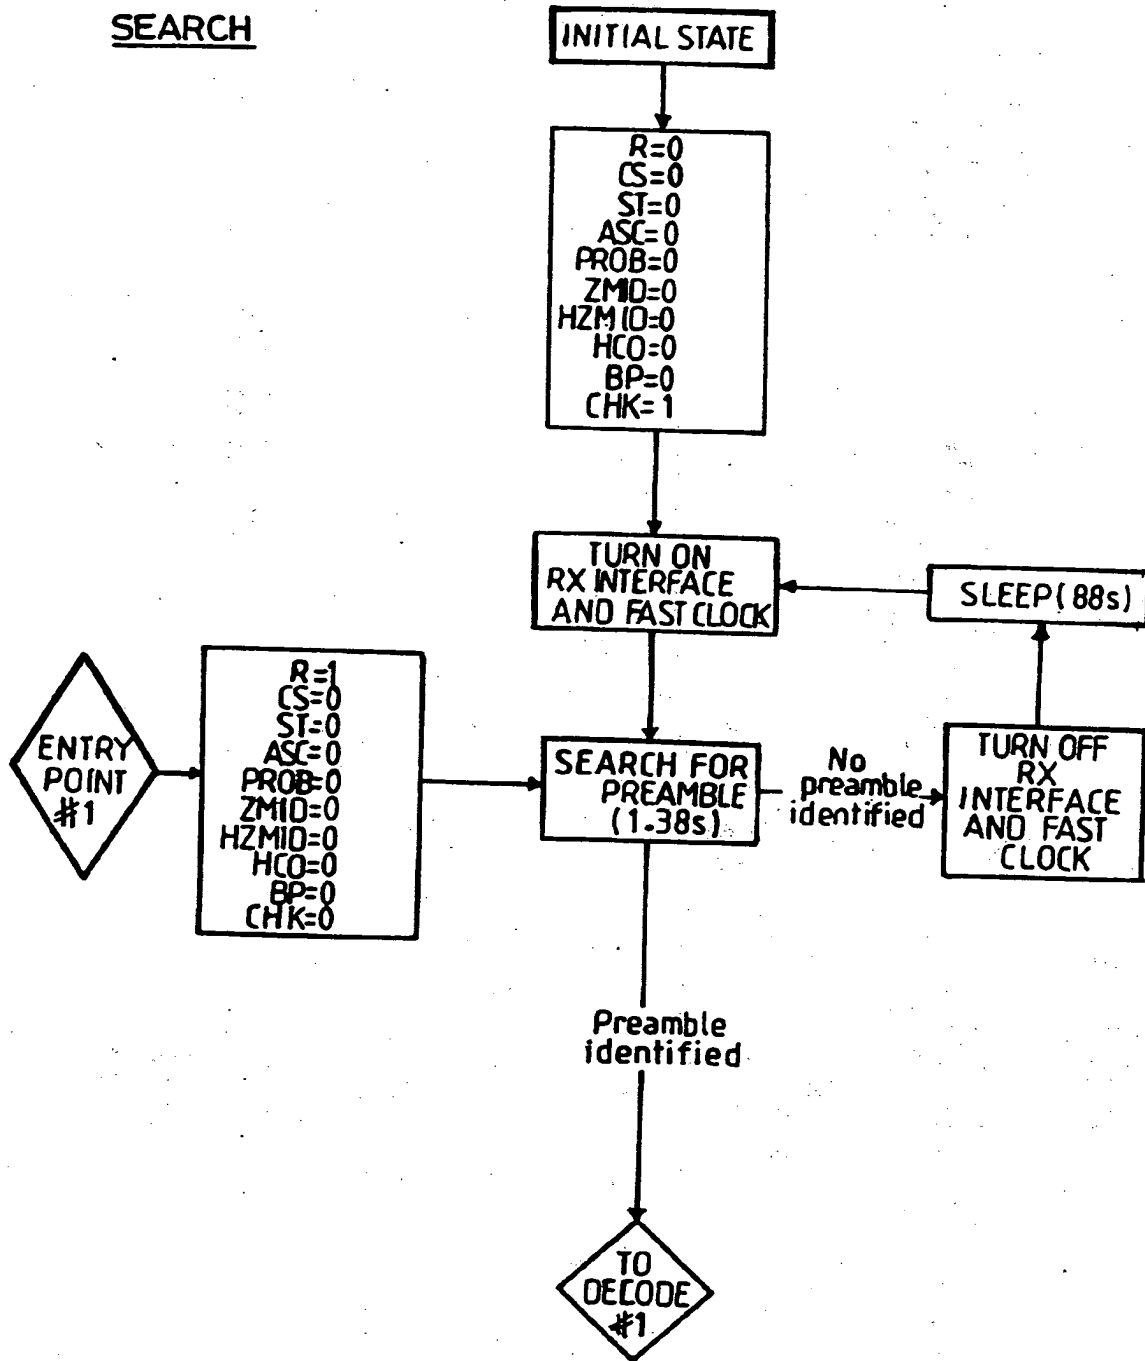 SEARCH
INITIAL STATE
R=0
CS=0
ST=0
ASC=0
PROB=0
ZMID=0
HZMID=0
HCO=0
BP=0
CHK=1
TURN ON
RX INTERFACE
AND FAST CLOCK
SLEEP(88s)
ENTRY
POINT
#1
R=1
CS=0
ST=0
ASC=0
PROB=0
ZMID=0
HZMID=0
HCO=0
BP=0
CHK=0
SEARCH FOR
PREAMBLE
(1.38s)
No
preamble
identified
TURN OFF
RX
INTERFACE
AND FAST
CLOCK
Preamble
identified
TO
DECODE
#1